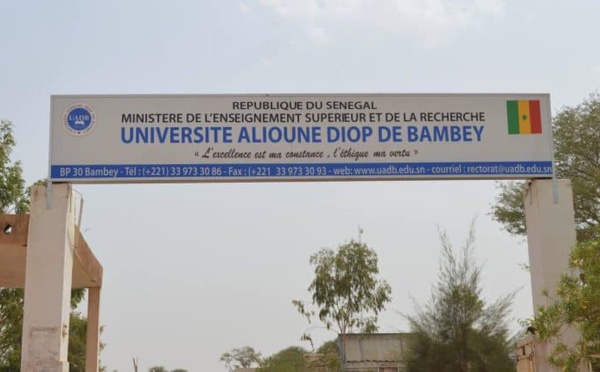 REPUBLIQUE DU SENEGAL
MINISTERE DE L'ENSEIGNEMENT SUPERIEUR ET DE LA RECHERCHE
UADB
UNIVERSITE ALIOUNE DIOP DE BAMBEY
" L'excellence est ma constance, l'éthique ma vertu "
BP 30 Bambey - Tél : (+221) 33 973 30 86 - Fax : (+221 33 973 30 93 - web: www.uadb.edu.sn - courriel : rectorat@uadb.edu.sn